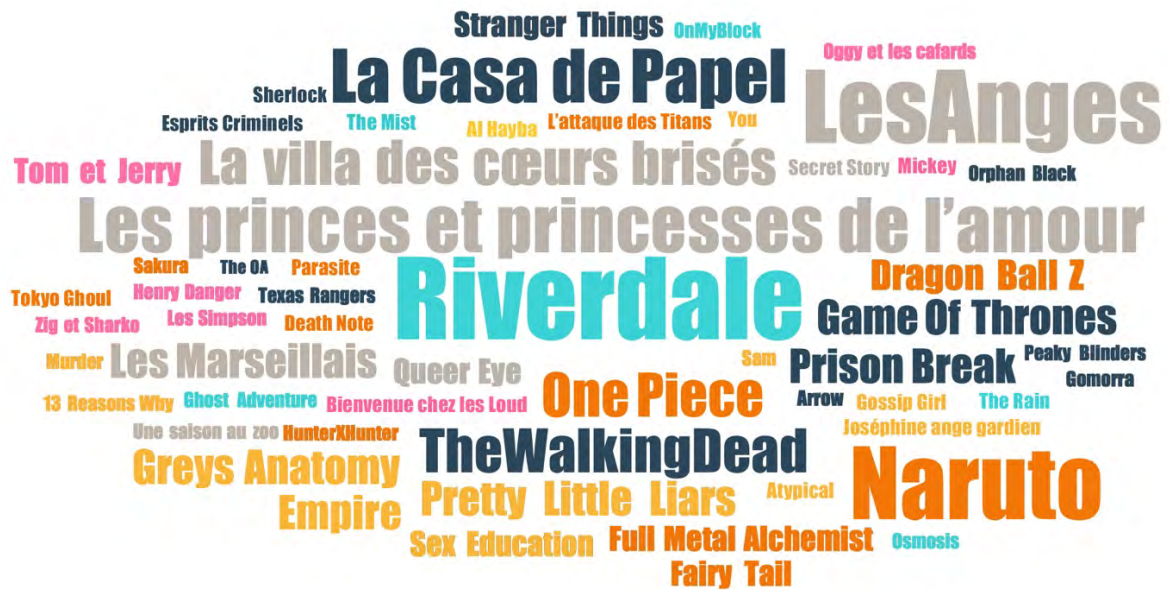 Stranger Things
OnMyBlock
Oggy et les cafards
La Casa de Papel
LesAnges
Sherlock
Esprits Criminels
The Mist
Al Hayba
L'attaque des Titans
You
Tom et Jerry
La villa des cœurs brisés
Secret Story
Mickey
Orphan Black
Les princes et princesses de l'amour
Sakura
The OA
Parasite
Riverdale
Dragon Ball Z
Tokyo Ghoul
Henry Danger
Texas Rangers
Game Of Thrones
Zig et Sharko
Les Simpson
Death Note
Murder
Les Marseillais
Queer Eye
Sam
Prison Break
Peaky Blinders
Gomorra
13 Reasons Why
Ghost Adventure
Bienvenue chez les Loud
One Piece
Arrow
Gossip Girl
The Rain
Une saison au zoo
HunterXHunter
TheWalkingDead
Joséphine ange gardien
Greys Anatomy
Naruto
Empire
Pretty Little Liars
Atypical
Sex Education
Full Metal Alchemist
Osmosis
Fairy Tail